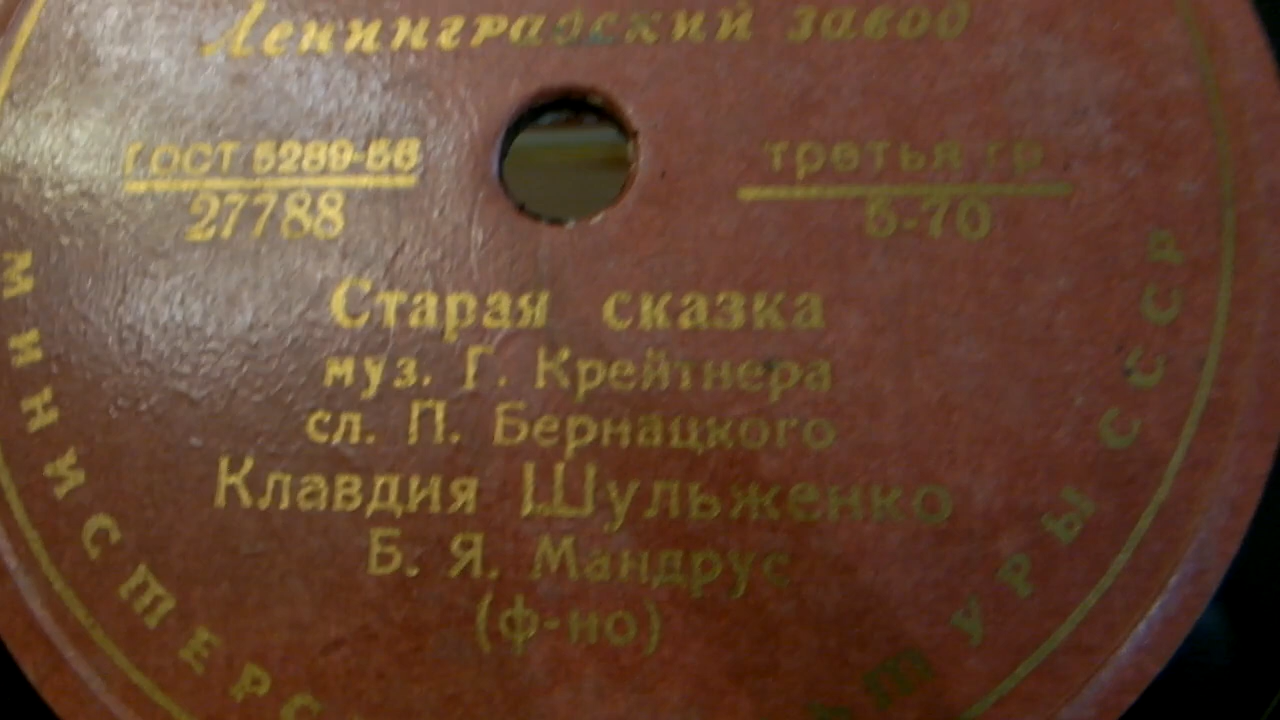 Ленинградский завод
ГОСТ 5289-56
27788
третья гр
5-70
Старая сказка
муз. Г. Крейтнера
сл. П. Бернацкого
Клавдия Шульженко
Б. Я. Мандрус
(ф-но)
СССР